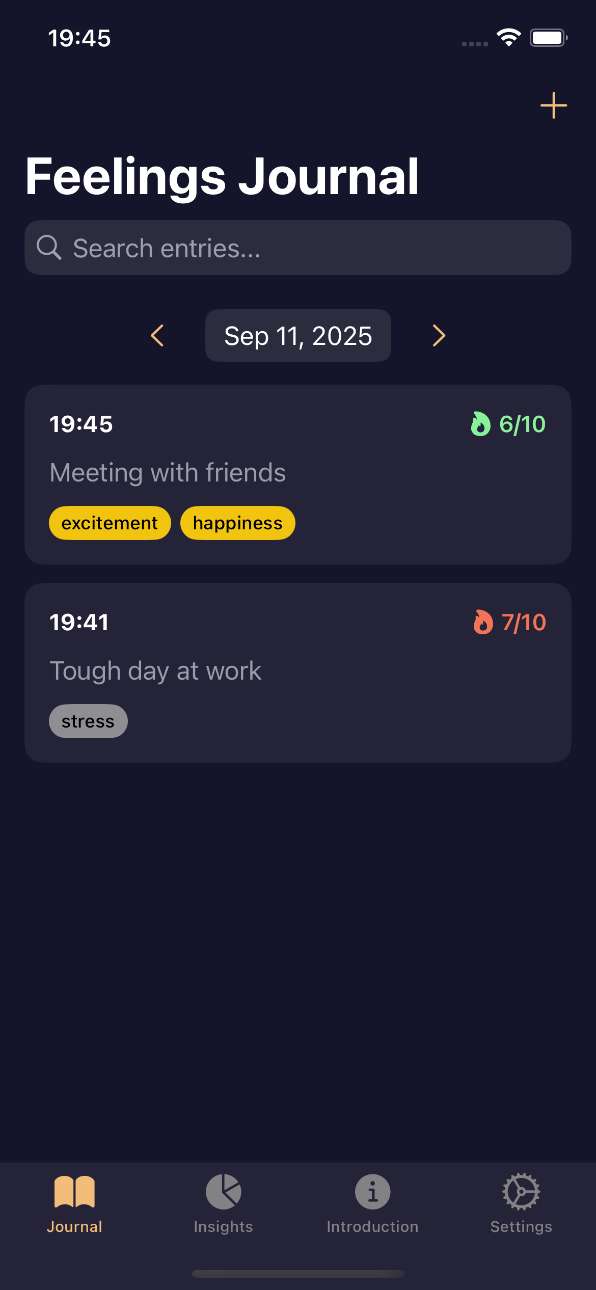 19:45
Feelings Journal
Search entries...
Sep 11, 2025
19:45 6/10
Meeting with friends
excitement happiness
19:41 7/10
Tough day at work
stress
Journal Insights Introduction Settings